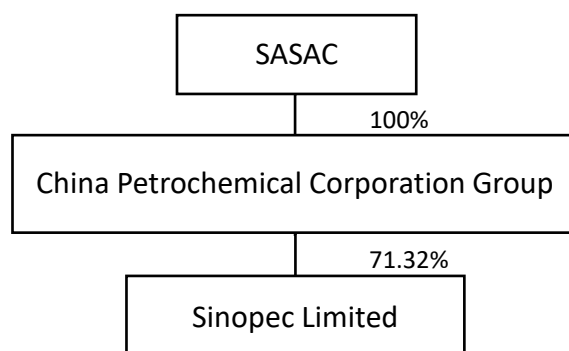 SASAC
100%
China Petrochemical Corporation Group
71.32%
Sinopec Limited